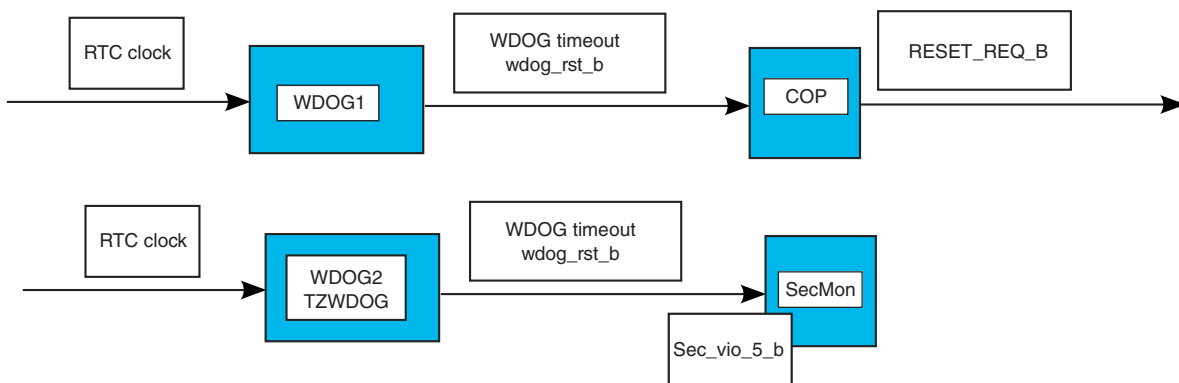 RTC clock
WDOG1
WDOG timeout
wdog_rst_b
COP
RESET_REQ_B
RTC clock
WDOG2
TZWDOG
WDOG timeout
wdog_rst_b
SecMon
Sec_vio_5_b